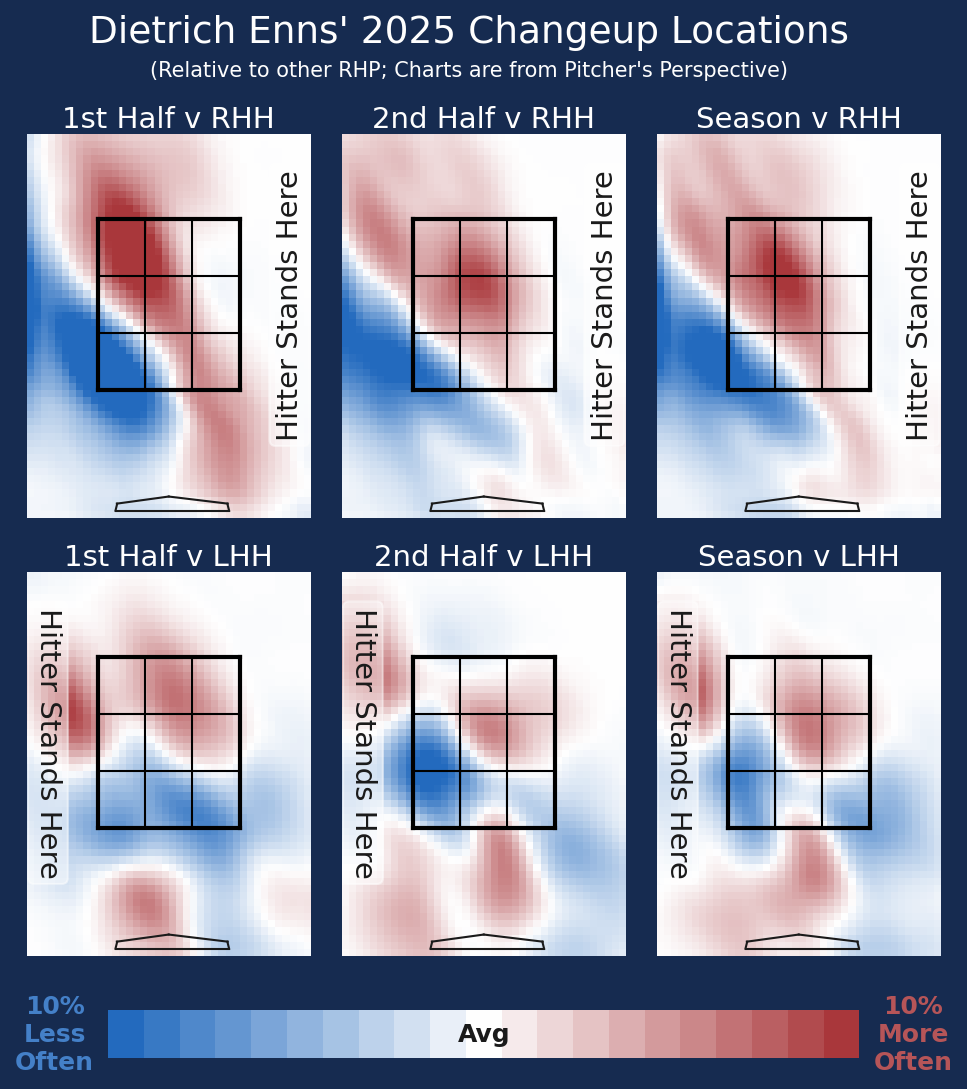 Dietrich Enns' 2025 Changeup Locations
(Relative to other RHP; Charts are from Pitcher's Perspective)
1st Half v RHH
2nd Half v RHH
Season v RHH
Hitter Stands Here
Hitter Stands Here
Hitter Stands Here
1st Half v LHH
2nd Half v LHH
Season v LHH
Hitter Stands Here
Hitter Stands Here
Hitter Stands Here
10%
Less
Often
Avg
10%
More
Often